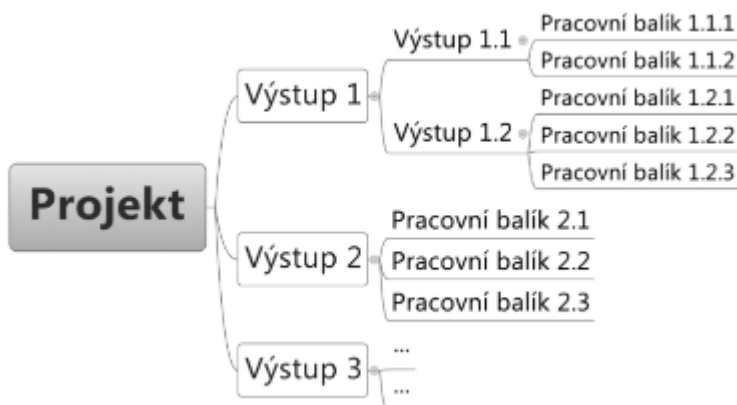 Projekt
Výstup 1
Výstup 1.1
Pracovní balík 1.1.1
Pracovní balík 1.1.2
Výstup 1.2
Pracovní balík 1.2.1
Pracovní balík 1.2.2
Pracovní balík 1.2.3
Výstup 2
Pracovní balík 2.1
Pracovní balík 2.2
Pracovní balík 2.3
Výstup 3
...
...